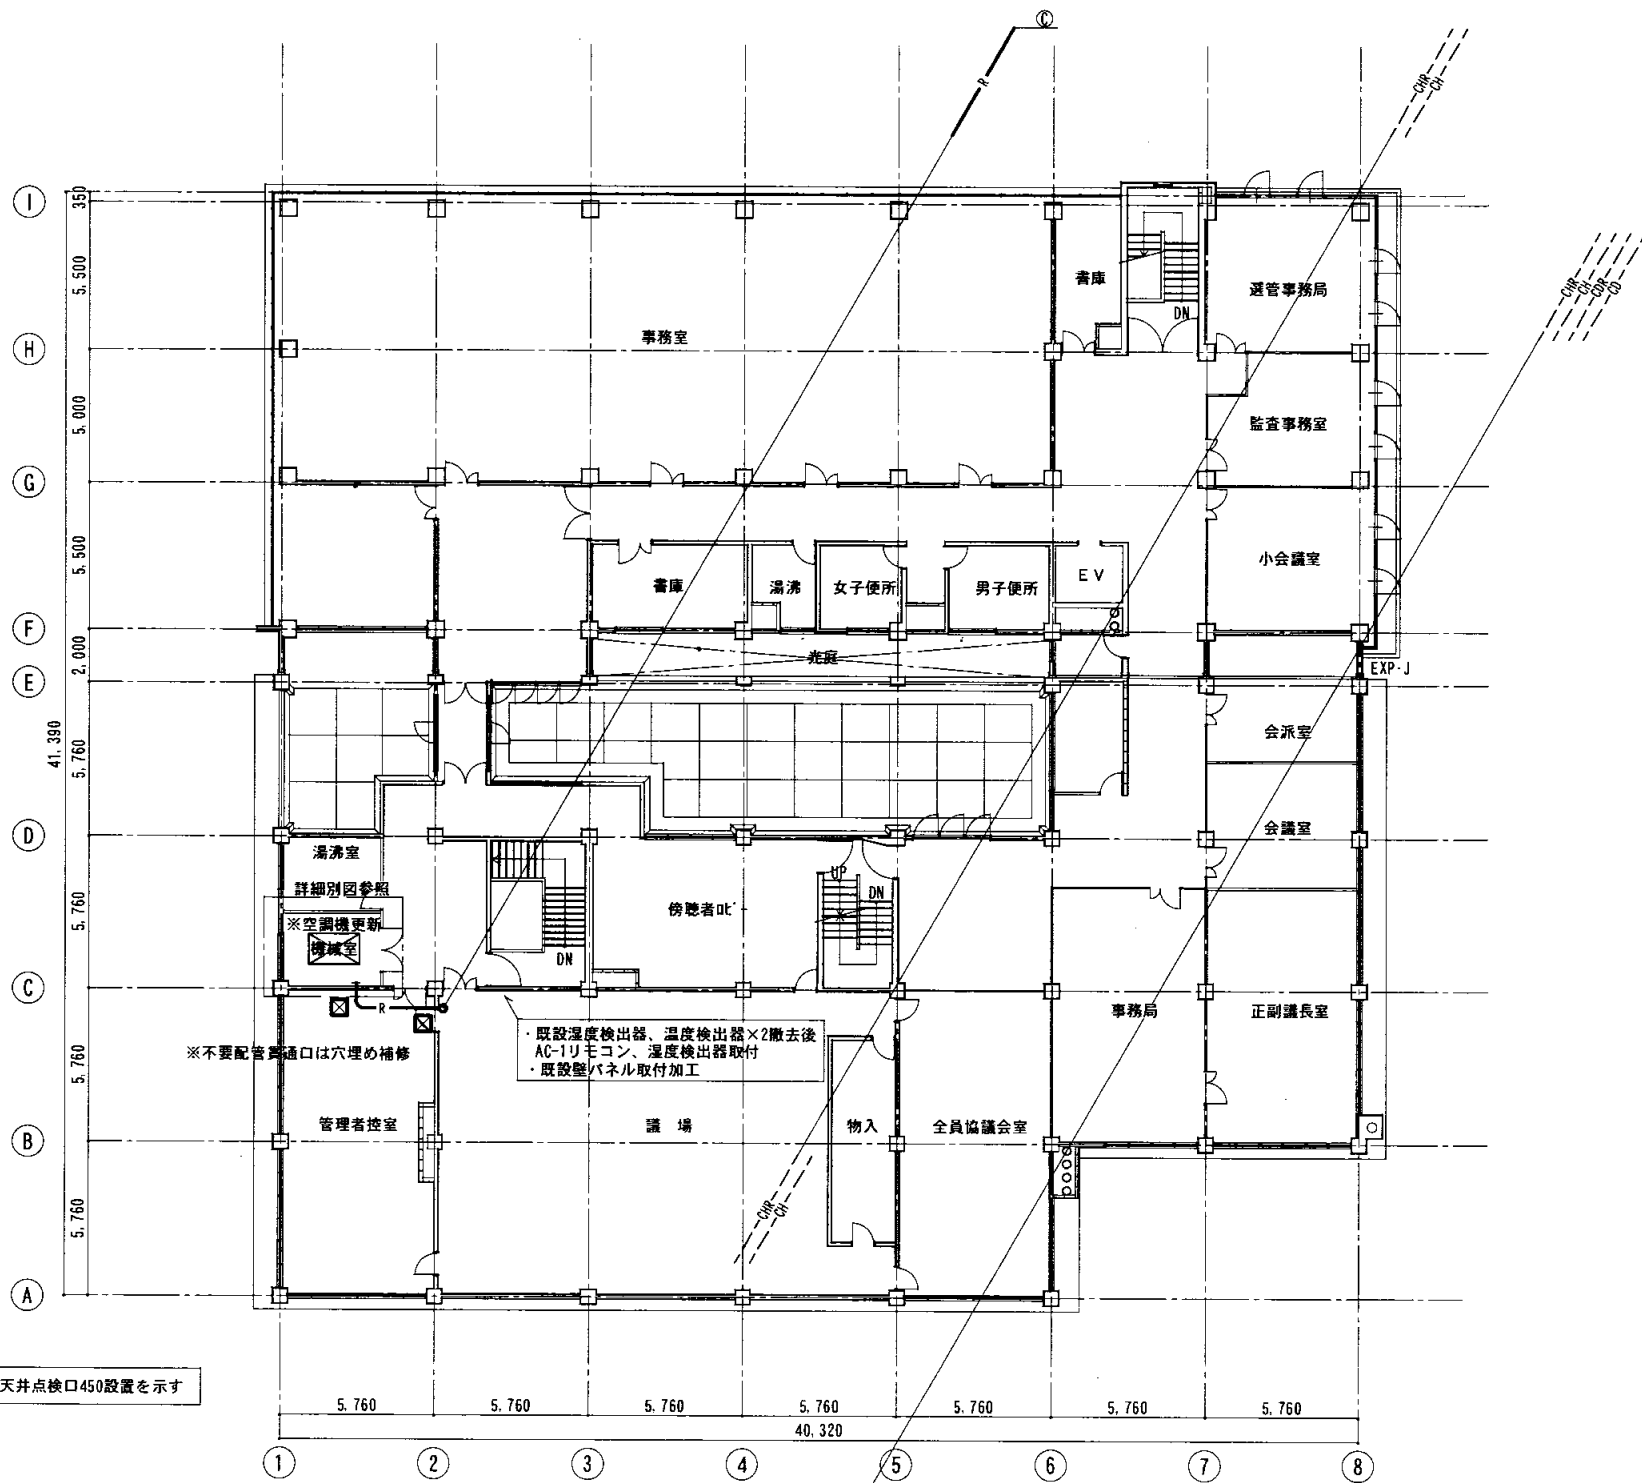 Ⓒ
R
CHR
CH
CHR
CH
CDR
CD
I
H
G
F
E
D
C
B
A
350
5,500
5,000
5,500
2,000
5,760
5,760
5,760
5,760
41,390
事務室
書庫
DN
選管事務局
監査事務室
小会議室
書庫
湯沸
女子便所
男子便所
EV
光庭
EXP·J
会派室
会議室
湯沸室
詳細別図参照
※空調機更新
機械室
DN
傍聴者ﾛﾋﾞｰ
UP
DN
R
※不要配管貫通口は穴埋め補修
・既設湿度検出器、温度検出器×2撤去後
AC-1リモコン、湿度検出器取付
・既設壁パネル取付加工
事務局
正副議長室
管理者控室
議 場
物入
全員協議会室
CHR
CH
天井点検口450設置を示す
5,760
5,760
5,760
5,760
5,760
5,760
5,760
40,320
1
2
3
4
5
6
7
8